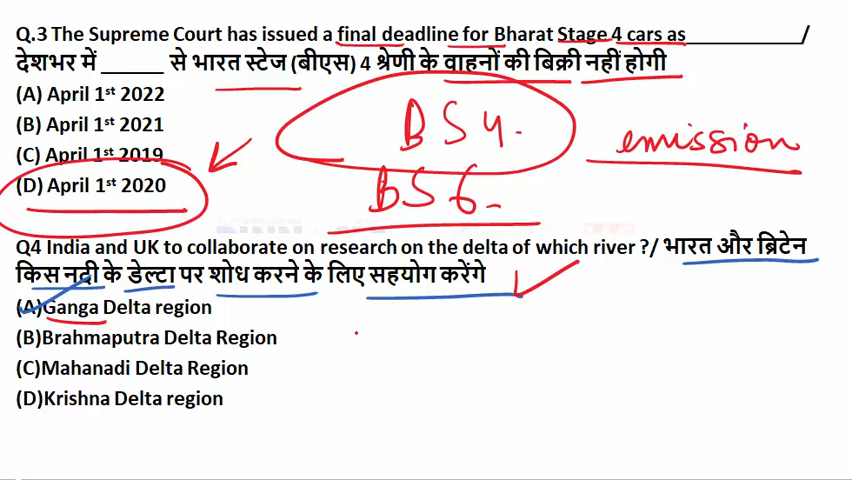 Q.3 The Supreme Court has issued a final deadline for Bharat Stage 4 cars as__________/
देशभर में _____ से भारत स्टेज (बीएस) 4 श्रेणी के वाहनों की बिक्री नहीं होगी
(A) April 1st 2022
(B) April 1st 2021
(C) April 1st 2019
(D) April 1st 2020
BS4.
emission
BS6-
Q4 India and UK to collaborate on research on the delta of which river ?/ भारत और ब्रिटेन
किस नदी के डेल्टा पर शोध करने के लिए सहयोग करेंगे
(A)Ganga Delta region
(B)Brahmaputra Delta Region
(C)Mahanadi Delta Region
(D)Krishna Delta region